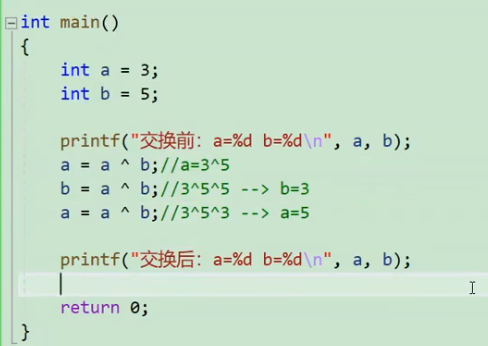 int main()
{
int a = 3;
int b = 5;
printf("交换前：a=%d b=%d\n", a, b);
a = a ^ b;//a=3^5
b = a ^ b;//3^5^5 --> b=3
a = a ^ b;//3^5^3 --> a=5
printf("交换后：a=%d b=%d\n", a, b);
return 0;
}